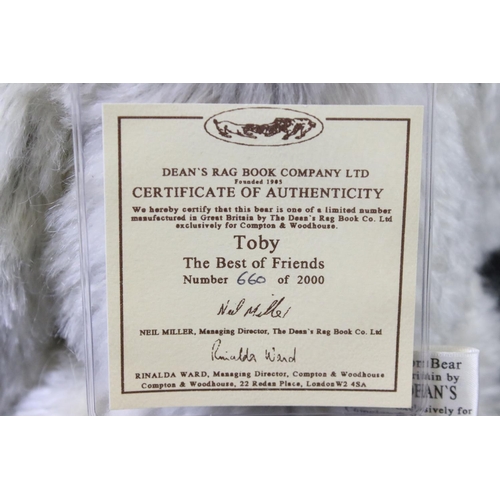 DEAN'S RAG BOOK COMPANY LTD
Founded 1903
CERTIFICATE OF AUTHENTICITY
We hereby certify that this bear is one of a limited number
manufactured in Great Britain by The Dean's Rag Book Co. Ltd
exclusively for Compton & Woodhouse.
Toby
The Best of Friends
Number 660 of 2000
Neil Miller
NEIL MILLER, Managing Director, The Dean's Rag Book Co. Ltd
Rinalda Ward
RINALDA WARD, Managing Director, Compton & Woodhouse
Compton & Woodhouse, 22 Redan Place, London W2 4SA
Bear
by
DEAN'S
for